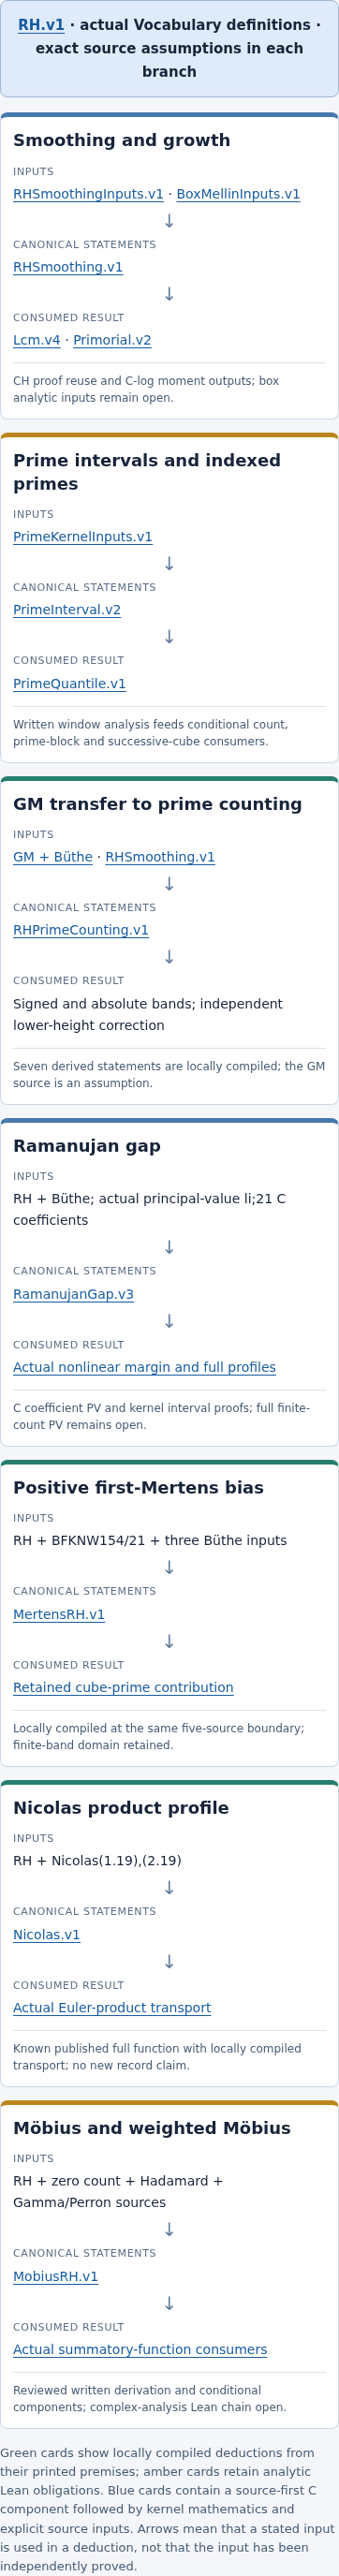 RH.v1 · actual Vocabulary definitions ·
exact source assumptions in each
branch
Smoothing and growth
INPUTS
RHSmoothingInputs.v1 · BoxMellinInputs.v1
↓
CANONICAL STATEMENTS
RHSmoothing.v1
↓
CONSUMED RESULT
Lcm.v4 · Primorial.v2
CH proof reuse and C-log moment outputs; box
analytic inputs remain open.
Prime intervals and indexed
primes
INPUTS
PrimeKernelInputs.v1
↓
CANONICAL STATEMENTS
PrimeInterval.v2
↓
CONSUMED RESULT
PrimeQuantile.v1
Written window analysis feeds conditional count,
prime-block and successive-cube consumers.
GM transfer to prime counting
INPUTS
GM + Büthe · RHSmoothing.v1
↓
CANONICAL STATEMENTS
RHPrimeCounting.v1
↓
CONSUMED RESULT
Signed and absolute bands; independent
lower-height correction
Seven derived statements are locally compiled; the GM
source is an assumption.
Ramanujan gap
INPUTS
RH + Büthe; actual principal-value li;21 C
coefficients
↓
CANONICAL STATEMENTS
RamanujanGap.v3
↓
CONSUMED RESULT
Actual nonlinear margin and full profiles
C coefficient PV and kernel interval proofs; full finite-
count PV remains open.
Positive first-Mertens bias
INPUTS
RH + BFKNW154/21 + three Büthe inputs
↓
CANONICAL STATEMENTS
MertensRH.v1
↓
CONSUMED RESULT
Retained cube-prime contribution
Locally compiled at the same five-source boundary;
finite-band domain retained.
Nicolas product profile
INPUTS
RH + Nicolas(1.19),(2.19)
↓
CANONICAL STATEMENTS
Nicolas.v1
↓
CONSUMED RESULT
Actual Euler-product transport
Known published full function with locally compiled
transport; no new record claim.
Möbius and weighted Möbius
INPUTS
RH + zero count + Hadamard +
Gamma/Perron sources
↓
CANONICAL STATEMENTS
MobiusRH.v1
↓
CONSUMED RESULT
Actual summatory-function consumers
Reviewed written derivation and conditional
components; complex-analysis Lean chain open.
Green cards show locally compiled deductions from
their printed premises; amber cards retain analytic
Lean obligations. Blue cards contain a source-first C
component followed by kernel mathematics and
explicit source inputs. Arrows mean that a stated input
is used in a deduction, not that the input has been
independently proved.